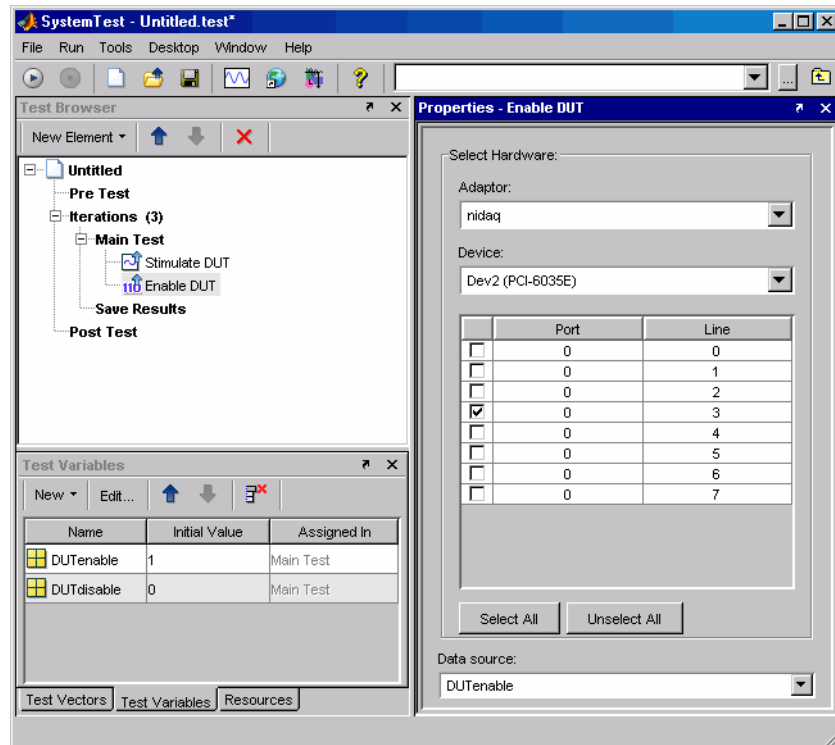 SystemTest - Untitled.test*
File Run Tools Desktop Window Help
...
Test Browser
New Element
Untitled
Pre Test
Iterations (3)
Main Test
Stimulate DUT
110 Enable DUT
Save Results
Post Test
Test Variables
New Edit...
Name Initial Value Assigned In
DUTenable 1 Main Test
DUTdisable 0 Main Test
Test Vectors Test Variables Resources
Properties - Enable DUT
Select Hardware:
Adaptor:
nidaq
Device:
Dev2 (PCI-6035E)
Port Line
0 0
0 1
0 2
0 3
0 4
0 5
0 6
0 7
Select All Unselect All
Data source:
DUTenable